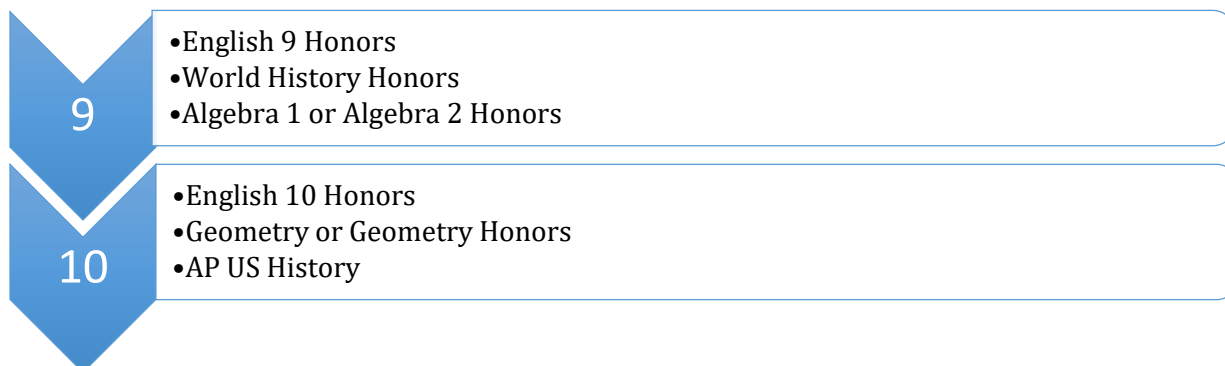 9
•English 9 Honors
•World History Honors
•Algebra 1 or Algebra 2 Honors
10
•English 10 Honors
•Geometry or Geometry Honors
•AP US History